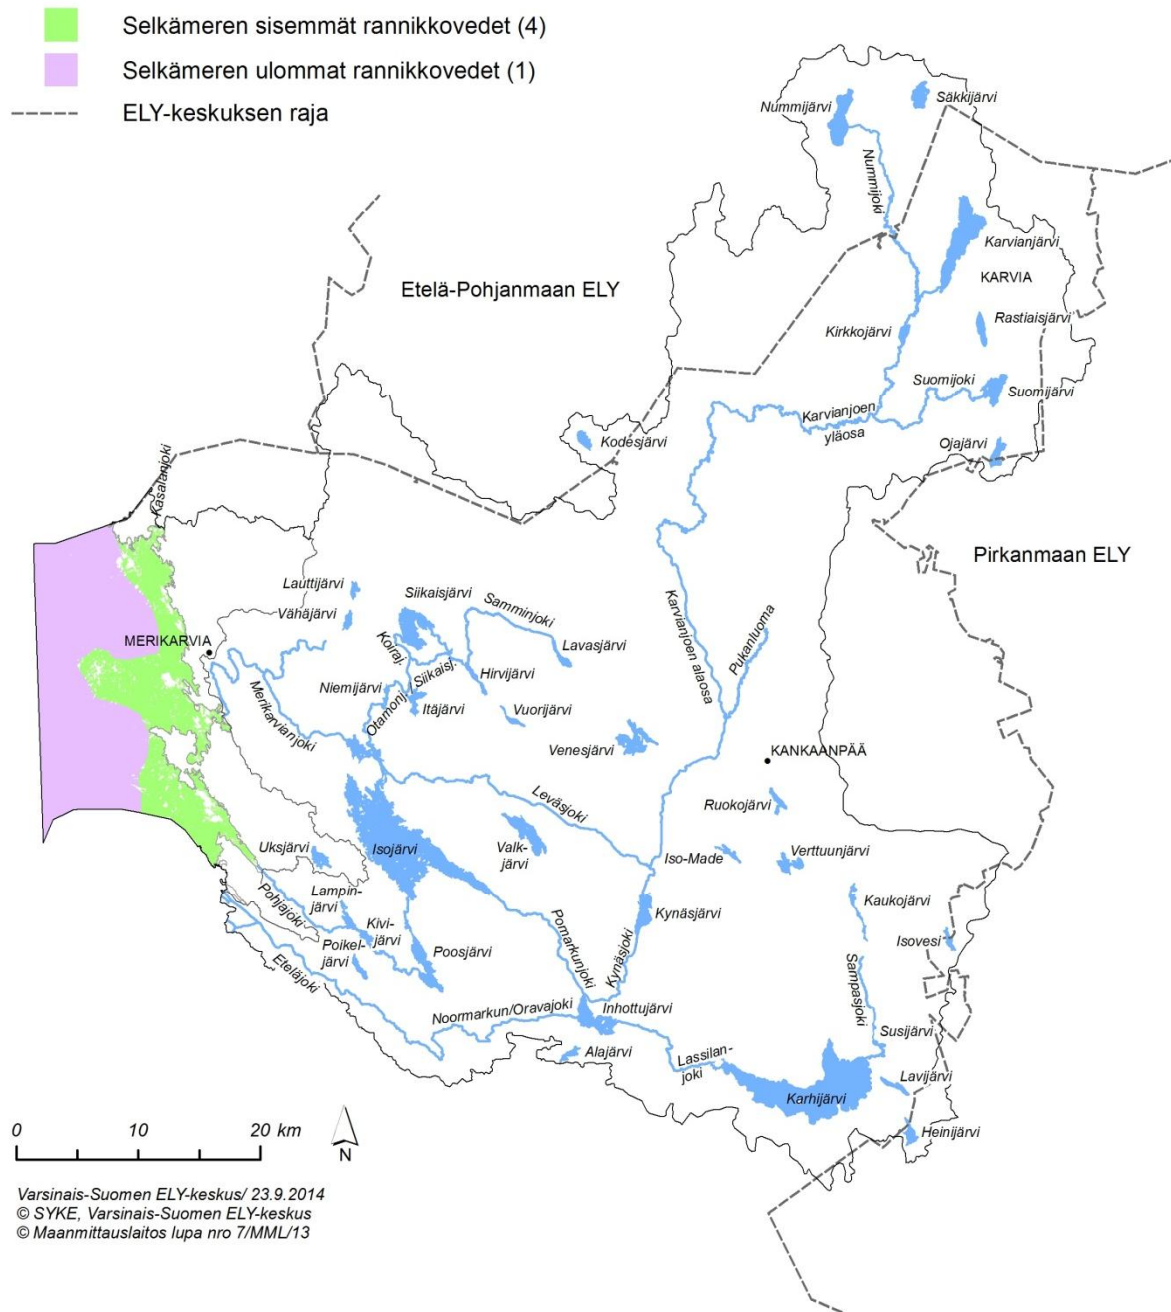 Selkämeren sisemmät rannikkovedet (4)
Selkämeren ulommat rannikkovedet (1)
ELY-keskuksen raja
Nummijärvi
Säkkijärvi
Nummijoki
Karvianjärvi
KARVIA
Etelä-Pohjanmaan ELY
Rastiaisjärvi
Kirkkojärvi
Suomijoki
Suomijärvi
Karvianjoen
yläosa
Kodesjärvi
Ojajärvi
Kasalanjoki
Pirkanmaan ELY
Lauttijärvi
Vähäjärvi
Siikaisjärvi
Samminjoki
Lavasjärvi
Karvianjoen alaosa
Pukanluoma
MERIKARVIA
Koiraj.
Hirvijärvi
Niemijärvi
Otamonj. / Siikaisj.
Itäjärvi
Vuorijärvi
Merikarvianjoki
Venesjärvi
KANKAANPÄÄ
Leväsjoki
Ruokojärvi
Uksjärvi
Isojärvi
Valk-
järvi
Iso-Made
Verttuunjärvi
Lampin-
järvi
Pohjajoki
Kivi-
järvi
Kynäsjärvi
Kaukojärvi
Poikel-
järvi
Poosjärvi
Pomarkunjoki
Kynäsjoki
Isovesi
Eteläjoki
Sampasjoki
Noormarkun/Oravajoki
Inhottujärvi
Susijärvi
Alajärvi
Lassilan-
joki
Lavijärvi
Karhijärvi
Heinijärvi
0 10 20 km
N
Varsinais-Suomen ELY-keskus/ 23.9.2014
© SYKE, Varsinais-Suomen ELY-keskus
© Maanmittauslaitos lupa nro 7/MML/13